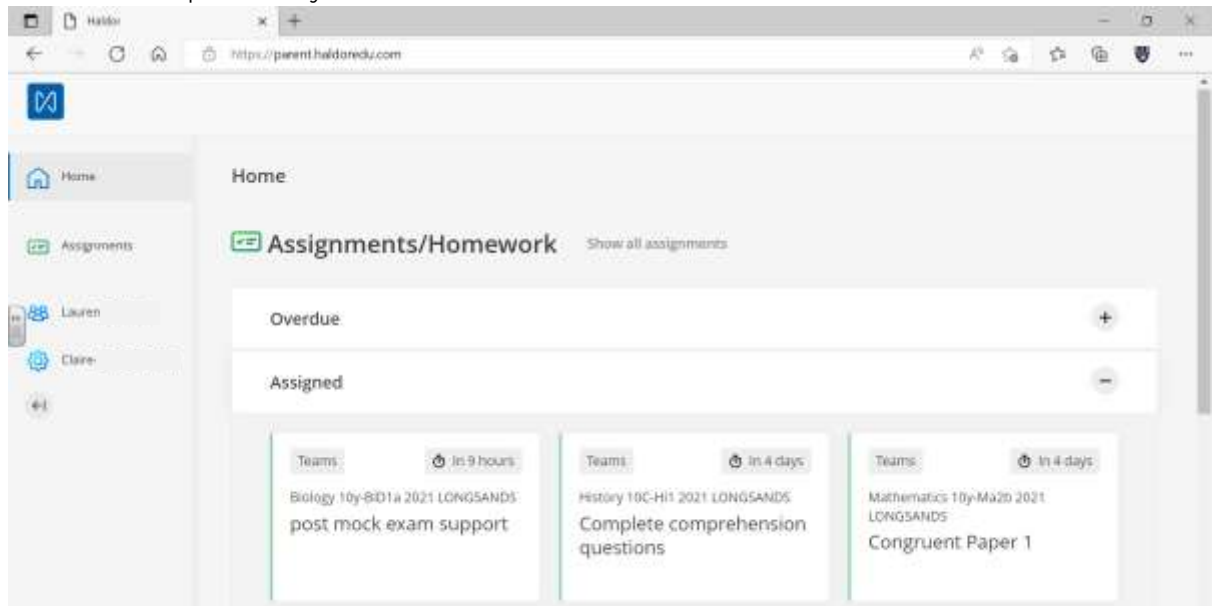 Haldor
https://parent.haldoredu.com
Home
Home
Assignments
Assignments/Homework
Show all assignments
Lauren
Overdue
Claire
Assigned
Teams
In 9 hours
Biology 10y-BiD1a 2021 LONGSANDS
post mock exam support
Teams
In 4 days
History 10C-Hi1 2021 LONGSANDS
Complete comprehension
questions
Teams
In 4 days
Mathematics 10y-Ma2b 2021
LONGSANDS
Congruent Paper 1